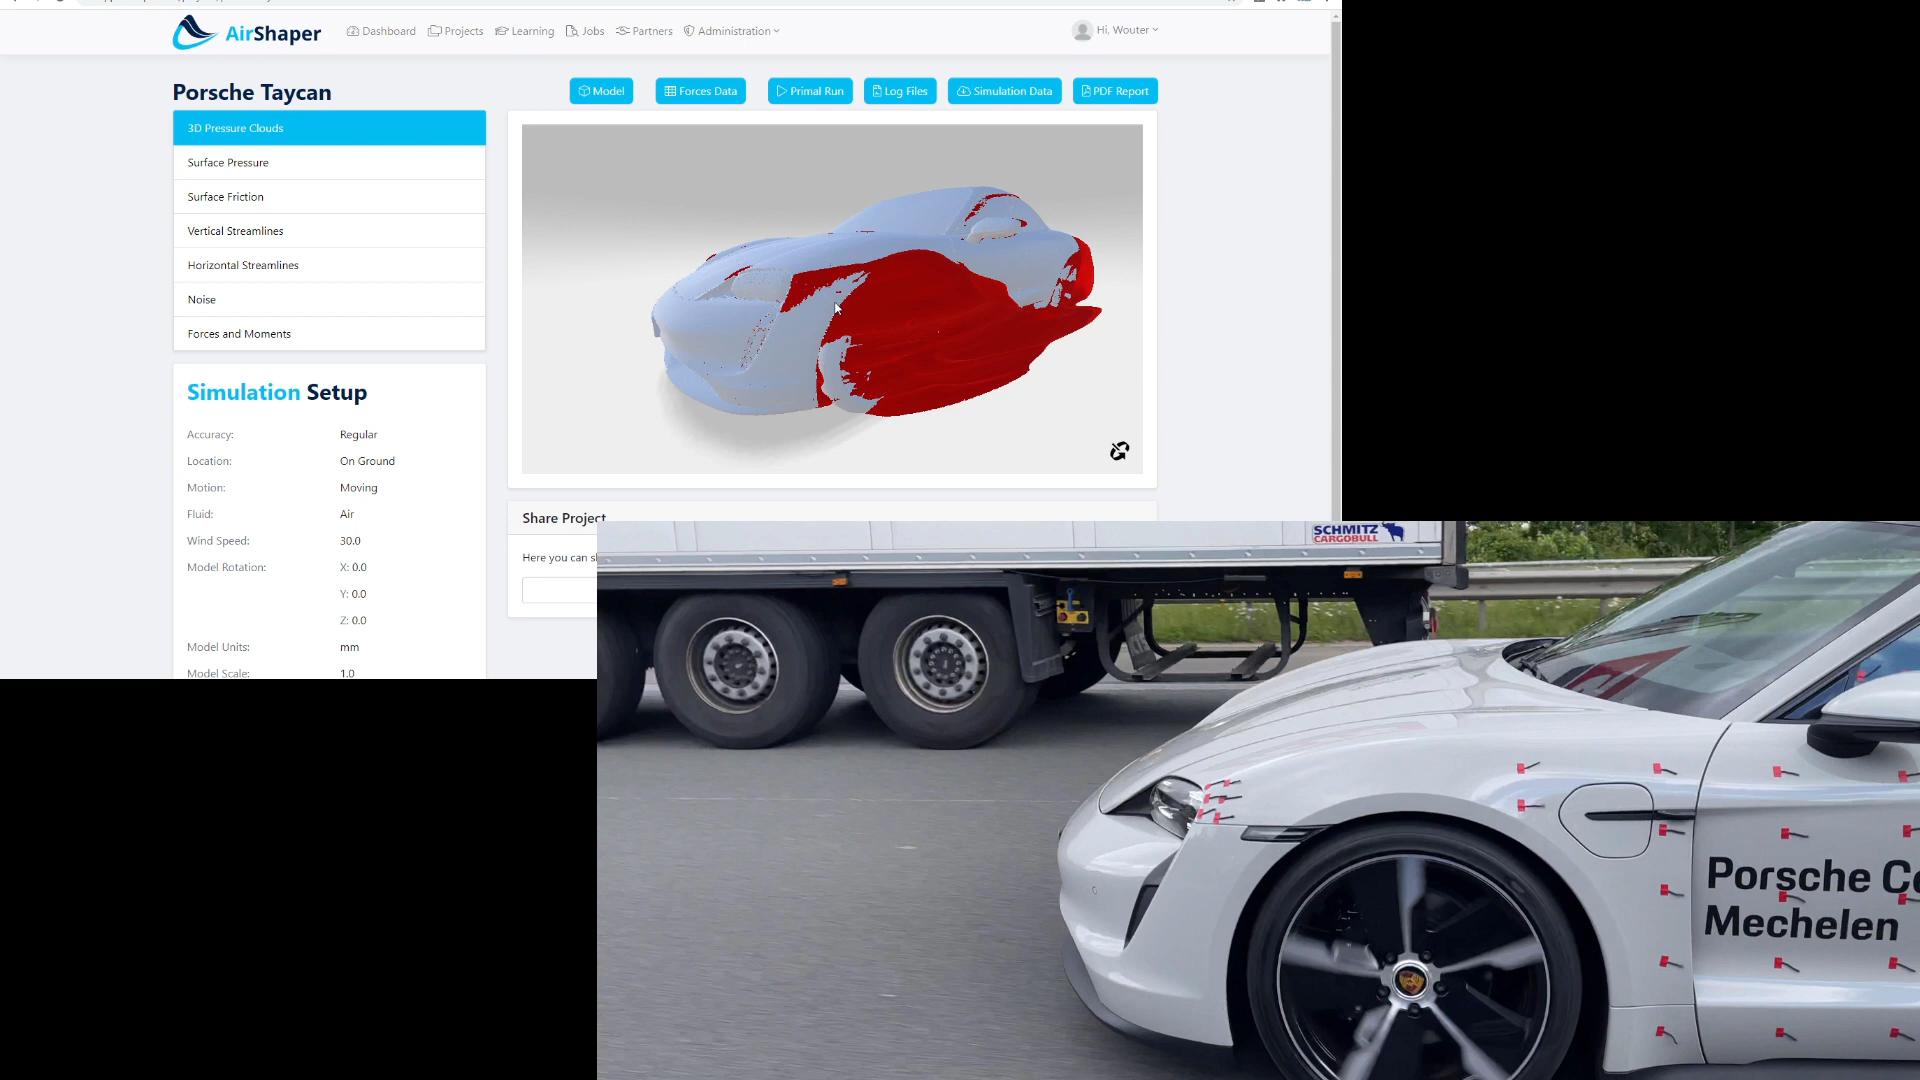 AirShaper
Dashboard
Projects
Learning
Jobs
Partners
Administration
Hi, Wouter
Porsche Taycan
Model
Forces Data
Primal Run
Log Files
Simulation Data
PDF Report
3D Pressure Clouds
Surface Pressure
Surface Friction
Vertical Streamlines
Horizontal Streamlines
Noise
Forces and Moments
Simulation Setup
Accuracy: Regular
Location: On Ground
Motion: Moving
Fluid: Air
Wind Speed: 30.0
Model Rotation: X: 0.0
Y: 0.0
Z: 0.0
Model Units: mm
Model Scale: 1.0
Share Project
Here you can
SCHMITZ
CARGOBULL
Porsche
Mechelen